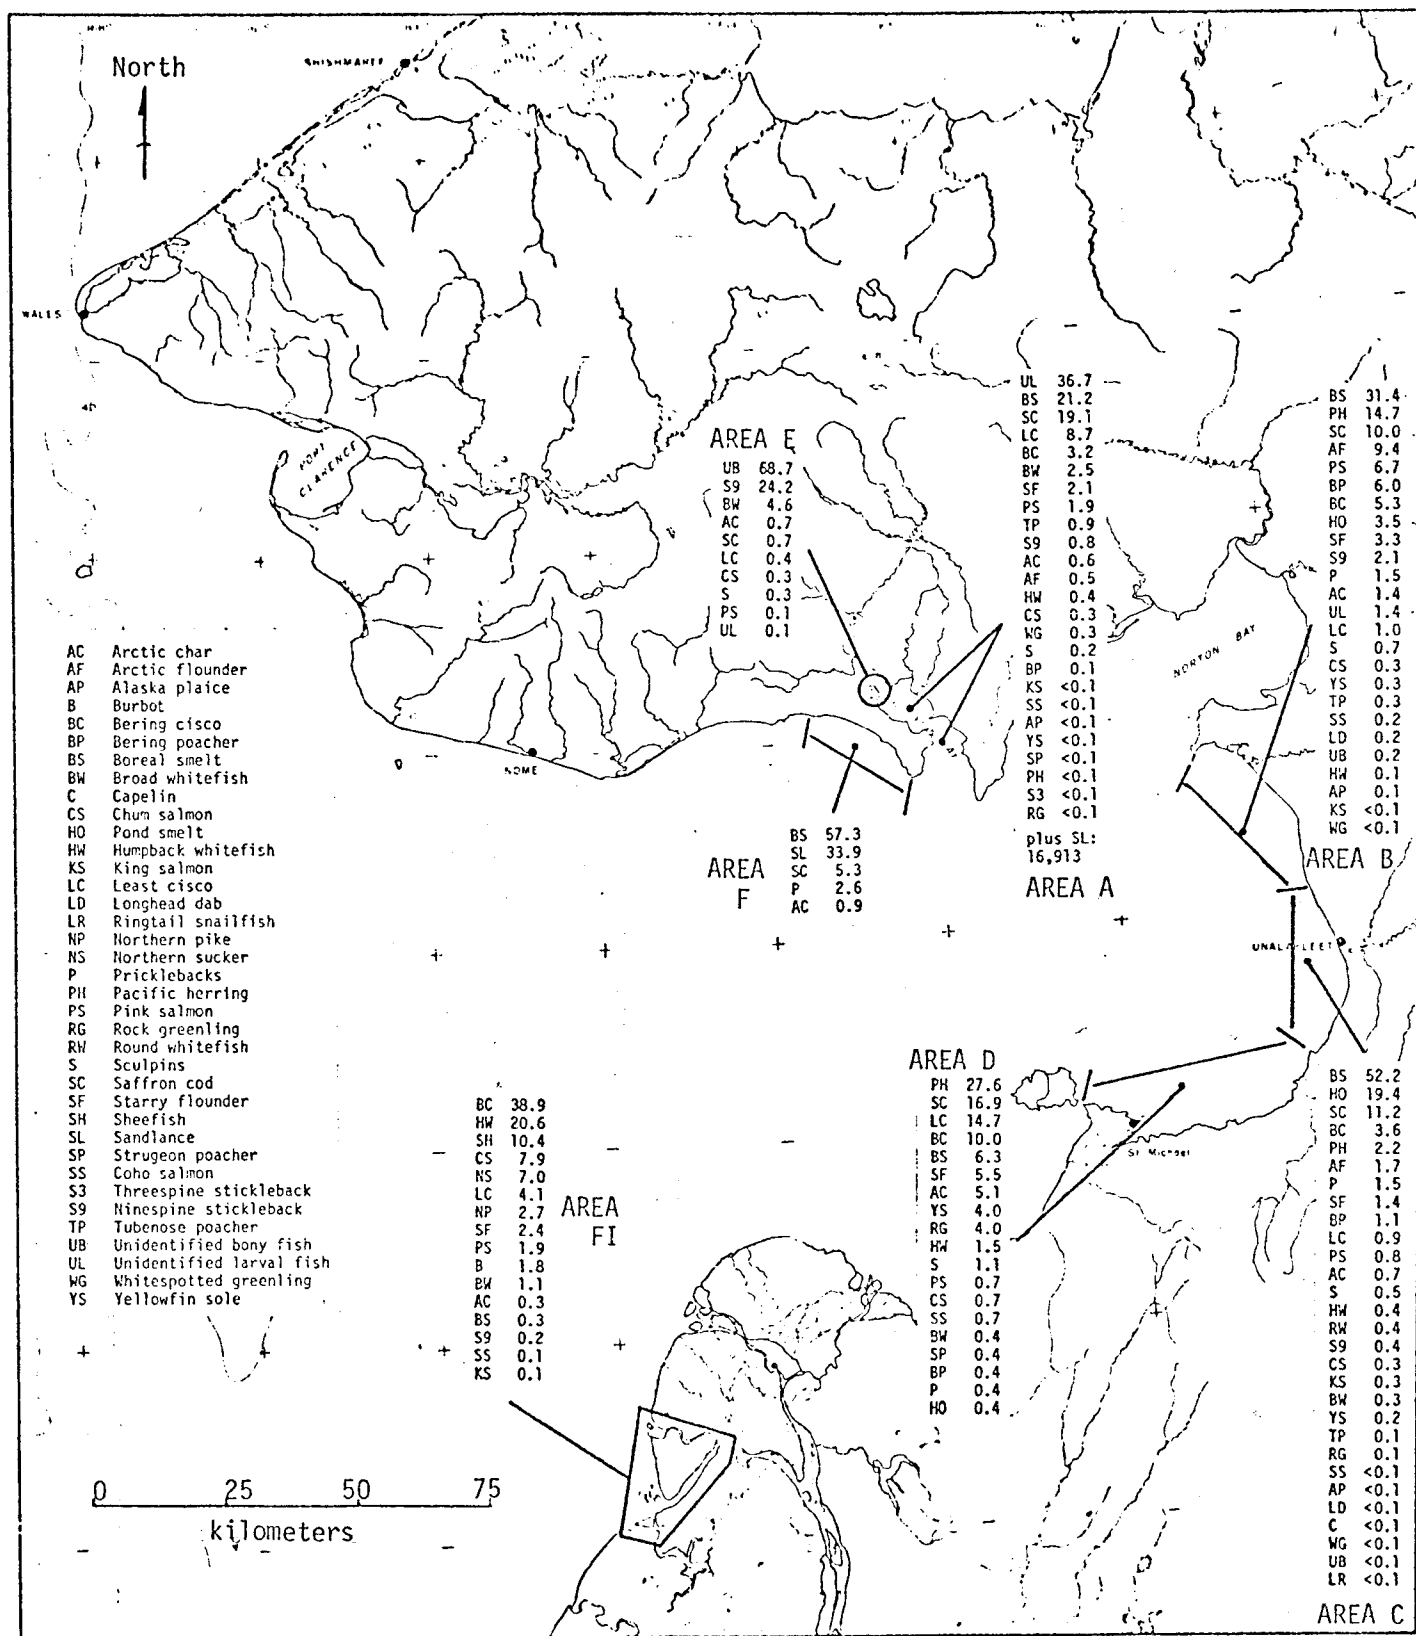 North
SHISHMAREF
WALES
PORT
CLARENCE
NOME
NORTON BAY
St. Michael
AC Arctic char
AF Arctic flounder
AP Alaska plaice
B Burbot
BC Bering cisco
BP Bering poacher
BS Boreal smelt
BW Broad whitefish
C Capelin
CS Chum salmon
HO Pond smelt
HW Humpback whitefish
KS King salmon
LC Least cisco
LD Longhead dab
LR Ringtail snailfish
NP Northern pike
NS Northern sucker
P Pricklebacks
PH Pacific herring
PS Pink salmon
RG Rock greenling
RW Round whitefish
S Sculpins
SC Saffron cod
SF Starry flounder
SH Sheefish
SL Sandlance
SP Strugeon poacher
SS Coho salmon
S3 Threespine stickleback
S9 Ninespine stickleback
TP Tubenose poacher
UB Unidentified bony fish
UL Unidentified larval fish
WG Whitespotted greenling
YS Yellowfin sole
AREA E
UB 68.7
S9 24.2
BW 4.6
AC 0.7
SC 0.7
LC 0.4
CS 0.3
S 0.3
PS 0.1
UL 0.1
UL 36.7
BS 21.2
SC 19.1
LC 8.7
BC 3.2
BW 2.5
SF 2.1
PS 1.9
TP 0.9
S9 0.8
AC 0.6
AF 0.5
HW 0.4
CS 0.3
WG 0.3
S 0.2
BP 0.1
KS <0.1
SS <0.1
AP <0.1
YS <0.1
SP <0.1
PH <0.1
S3 <0.1
RG <0.1
plus SL:
16,913
AREA A
BS 31.4
PH 14.7
SC 10.0
AF 9.4
PS 6.7
BP 6.0
BC 5.3
HO 3.5
SF 3.3
S9 2.1
P 1.5
AC 1.4
UL 1.4
LC 1.0
S 0.7
CS 0.3
YS 0.3
TP 0.3
SS 0.2
LD 0.2
UB 0.2
HW 0.1
AP 0.1
KS <0.1
WG <0.1
AREA B
AREA
F
BS 57.3
SL 33.9
SC 5.3
P 2.6
AC 0.9
AREA D
PH 27.6
SC 16.9
LC 14.7
BC 10.0
BS 6.3
SF 5.5
AC 5.1
YS 4.0
RG 4.0
HW 1.5
S 1.1
PS 0.7
CS 0.7
SS 0.7
BW 0.4
SP 0.4
BP 0.4
P 0.4
HO 0.4
BC 38.9
HW 20.6
SH 10.4
CS 7.9
NS 7.0
LC 4.1
NP 2.7
SF 2.4
PS 1.9
B 1.8
BW 1.1
AC 0.3
BS 0.3
S9 0.2
SS 0.1
KS 0.1
AREA
FI
BS 52.2
HO 19.4
SC 11.2
BC 3.6
PH 2.2
AF 1.7
P 1.5
SF 1.4
BP 1.1
LC 0.9
PS 0.8
AC 0.7
S 0.5
HW 0.4
RW 0.4
S9 0.4
CS 0.3
KS 0.3
BW 0.3
YS 0.2
TP 0.1
RG 0.1
SS <0.1
AP <0.1
LD <0.1
C <0.1
WG <0.1
UB <0.1
LR <0.1
AREA C
0 25 50 75
kilometers